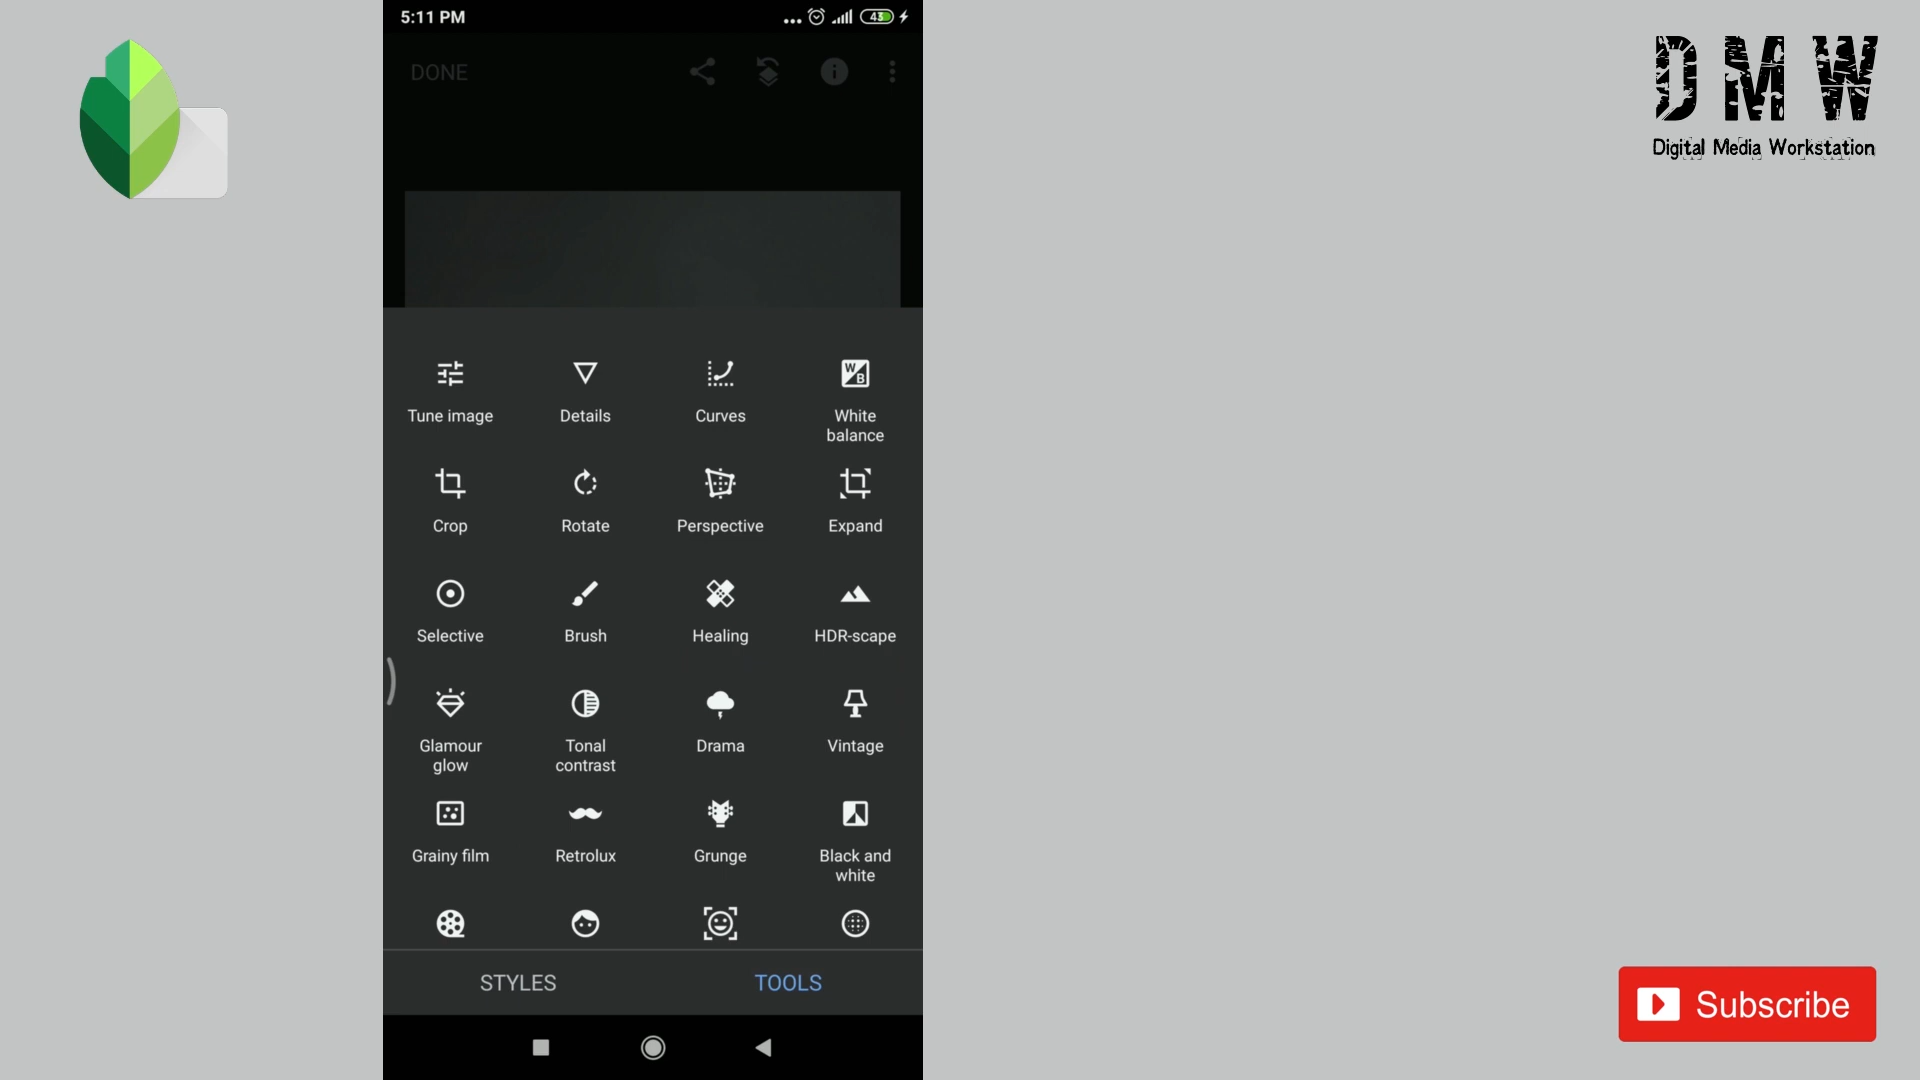 5:11 PM
43
DONE
D M W
Digital Media Workstation
Tune image
Details
Curves
White
balance
W
B
Crop
Rotate
Perspective
Expand
Selective
Brush
Healing
HDR-scape
Glamour
glow
Tonal
contrast
Drama
Vintage
Grainy film
Retrolux
Grunge
Black and
white
STYLES
TOOLS
Subscribe